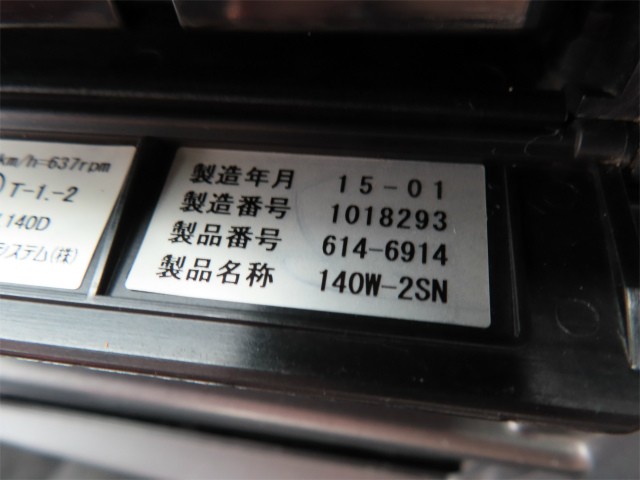 km/h=637rpm
T-1.-2
140D
システム(株)
製造年月 15-01
製造番号 1018293
製品番号 614-6914
製品名称 140W-2SN